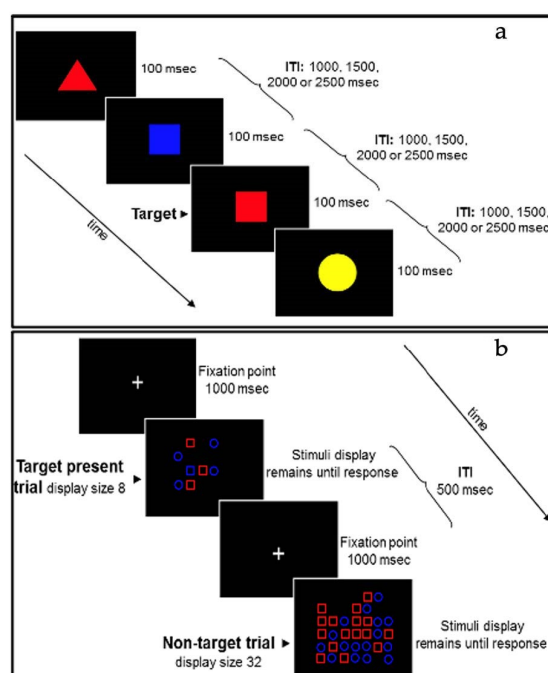 a
100 msec
ITI: 1000, 1500,
2000 or 2500 msec
100 msec
ITI: 1000, 1500,
2000 or 2500 msec
Target
100 msec
ITI: 1000, 1500,
2000 or 2500 msec
time
100 msec
b
Fixation point
1000 msec
time
Target present
trial display size 8
Stimuli display
remains until response
ITI
500 msec
Fixation point
1000 msec
Non-target trial
display size 32
Stimuli display
remains until response